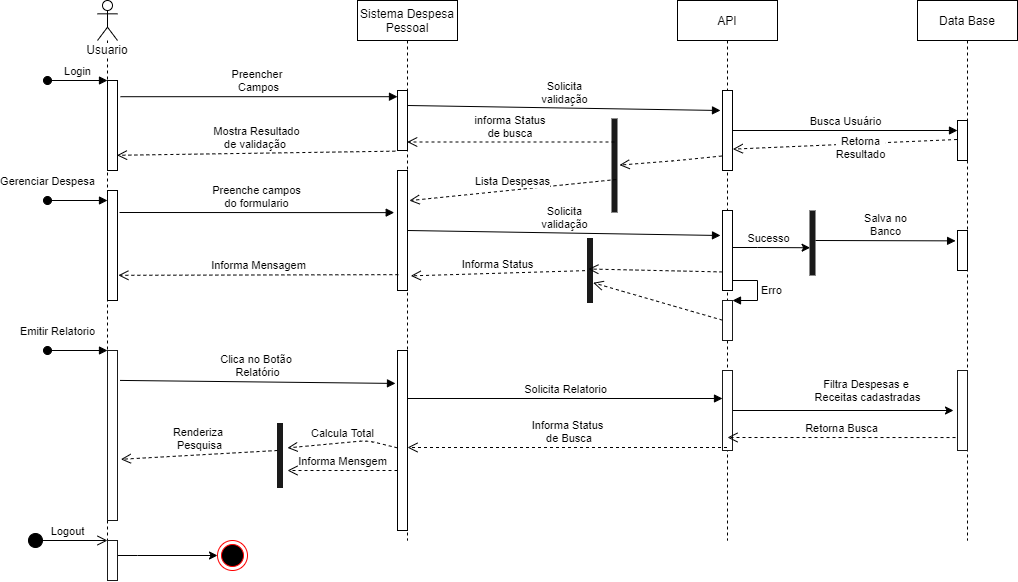 Usuario
Sistema Despesa
Pessoal
API
Data Base
Login
Preencher
Campos
Solicita
validação
Busca Usuário
informa Status
de busca
Mostra Resultado
de validação
Retorna
Resultado
Gerenciar Despesa
Lista Despesas
Preenche campos
do formulario
Solicita
validação
Sucesso
Salva no
Banco
Informa Mensagem
Informa Status
Erro
Emitir Relatorio
Clica no Botão
Relatório
Solicita Relatorio
Filtra Despesas e
Receitas cadastradas
Informa Status
de Busca
Retorna Busca
Renderiza
Pesquisa
Calcula Total
Informa Mensgem
Logout